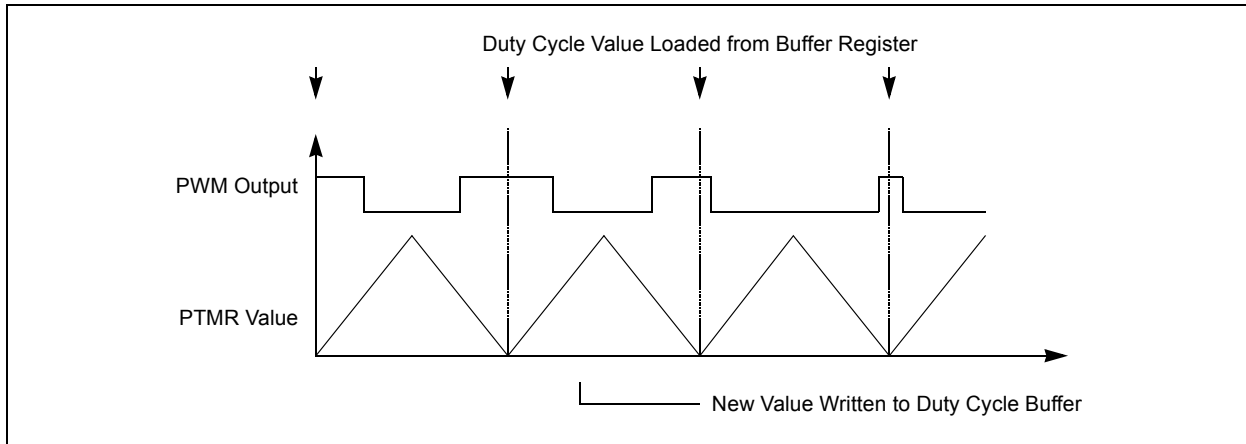 Duty Cycle Value Loaded from Buffer Register
PWM Output
PTMR Value
New Value Written to Duty Cycle Buffer